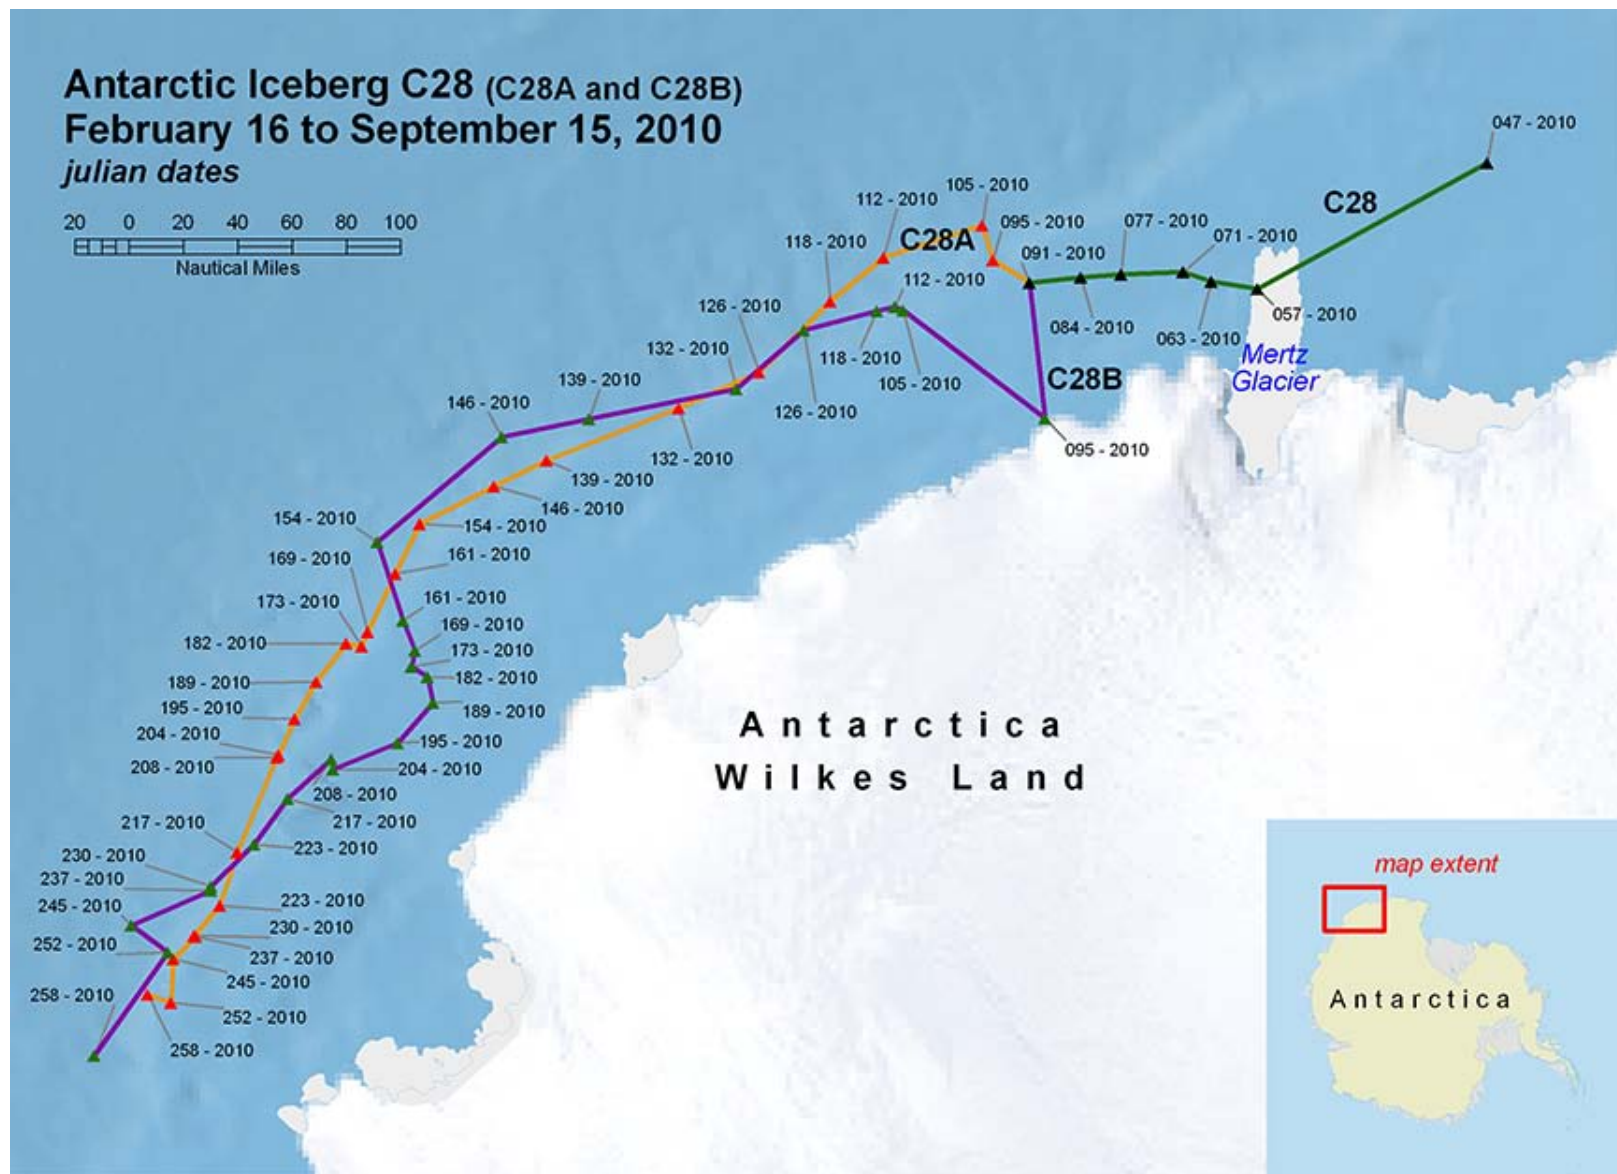 Antarctic Iceberg C28 (C28A and C28B)
February 16 to September 15, 2010
julian dates
20 0 20 40 60 80 100
Nautical Miles
047 - 2010
C28
105 - 2010
112 - 2010
095 - 2010
077 - 2010
118 - 2010
C28A
071 - 2010
091 - 2010
112 - 2010
126 - 2010
057 - 2010
084 - 2010
063 - 2010
132 - 2010
118 - 2010
Mertz
Glacier
139 - 2010
105 - 2010
C28B
146 - 2010
126 - 2010
095 - 2010
132 - 2010
139 - 2010
146 - 2010
154 - 2010
154 - 2010
169 - 2010
161 - 2010
173 - 2010
161 - 2010
169 - 2010
182 - 2010
173 - 2010
182 - 2010
189 - 2010
189 - 2010
195 - 2010
Antarctica
Wilkes Land
204 - 2010
195 - 2010
208 - 2010
204 - 2010
208 - 2010
217 - 2010
217 - 2010
223 - 2010
230 - 2010
237 - 2010
223 - 2010
245 - 2010
230 - 2010
252 - 2010
237 - 2010
245 - 2010
258 - 2010
252 - 2010
258 - 2010
map extent
Antarctica